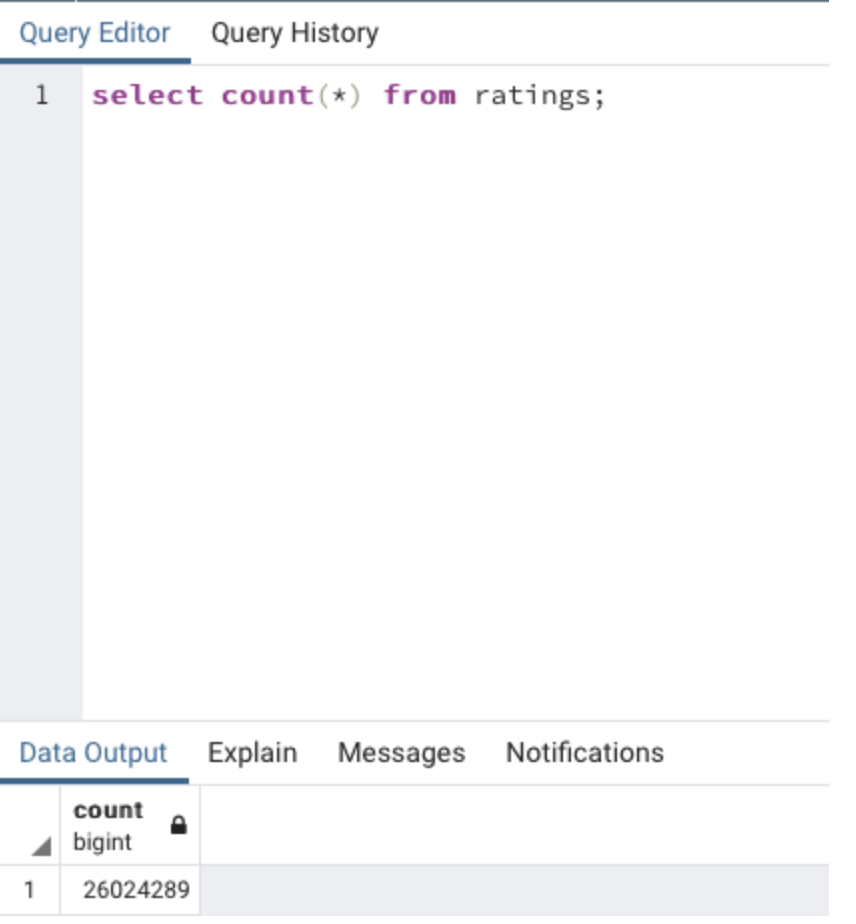 Query Editor Query History
1 select count(*) from ratings;
Data Output Explain Messages Notifications
count
bigint
1 26024289